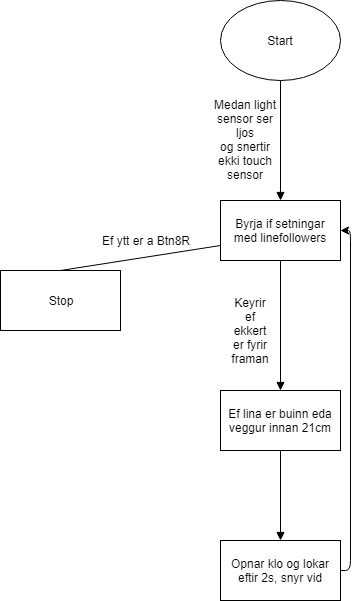 Start
Medan light
sensor ser
ljos
og snertir
ekki touch
sensor
Byrja if setningar
med linefollowers
Ef ytt er a Btn8R
Stop
Keyrir
ef
ekkert
er fyrir
framan
Ef lina er buinn eda
veggur innan 21cm
Opnar klo og lokar
eftir 2s, snyr vid